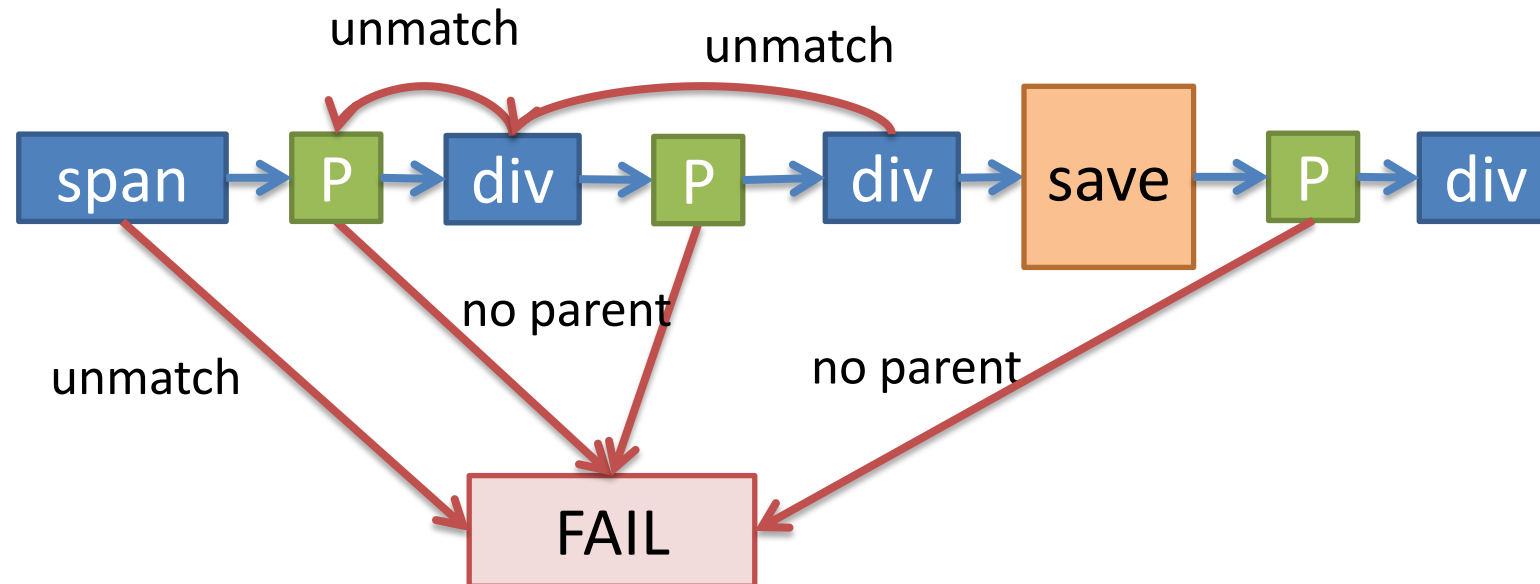 unmatch
unmatch
span
P
div
P
div
save
P
div
no parent
no parent
unmatch
FAIL